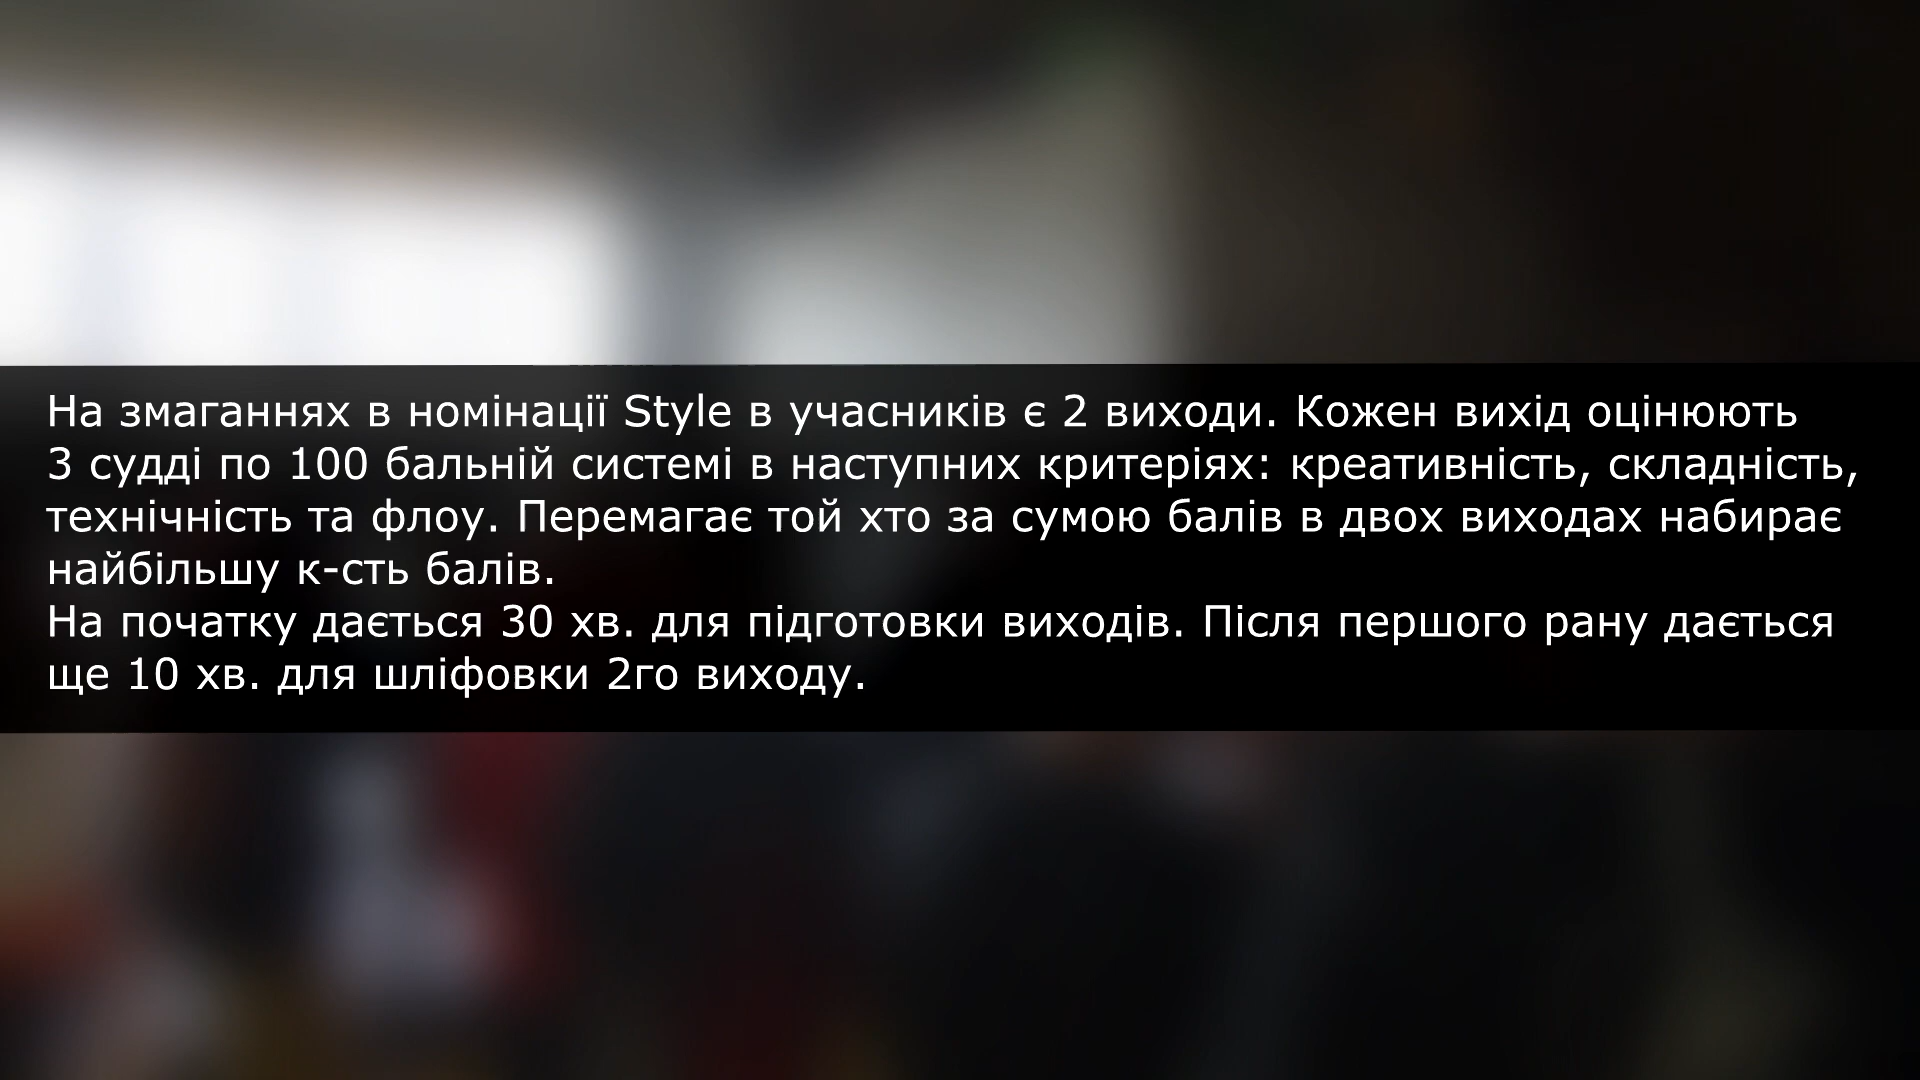 На змаганнях в номінації Style в учасників є 2 виходи. Кожен вихід оцінюють
3 судді по 100 бальній системі в наступних критеріях: креативність, складність,
технічність та флоу. Перемагає той хто за сумою балів в двох виходах набирає
найбільшу к-сть балів.
На початку дається 30 хв. для підготовки виходів. Після першого рану дається
ще 10 хв. для шліфовки 2го виходу.